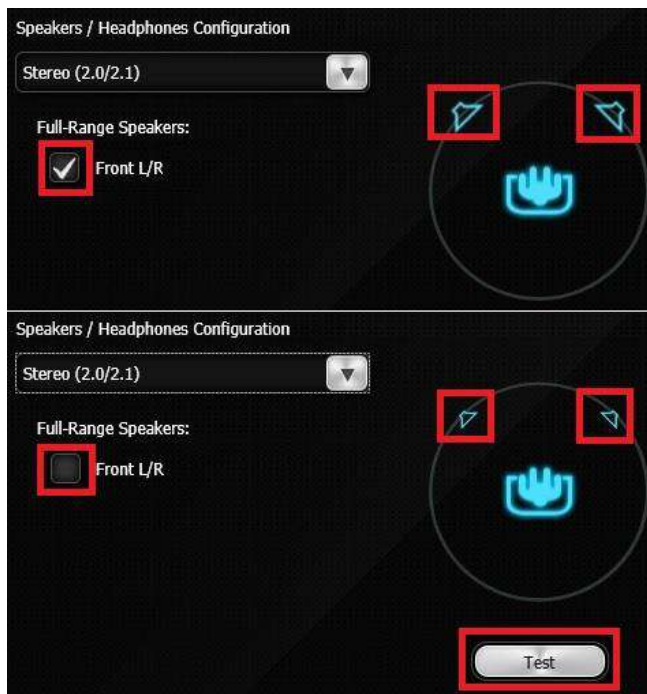 Speakers / Headphones Configuration
Stereo (2.0/2.1)
Full-Range Speakers:
Front L/R
Speakers / Headphones Configuration
Stereo (2.0/2.1)
Full-Range Speakers:
Front L/R
Test